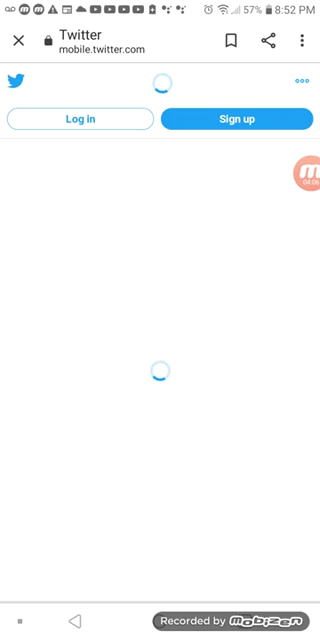 57% 8:52 PM
Twitter
mobile.twitter.com
Log in
Sign up
04:06
Recorded by mobizen